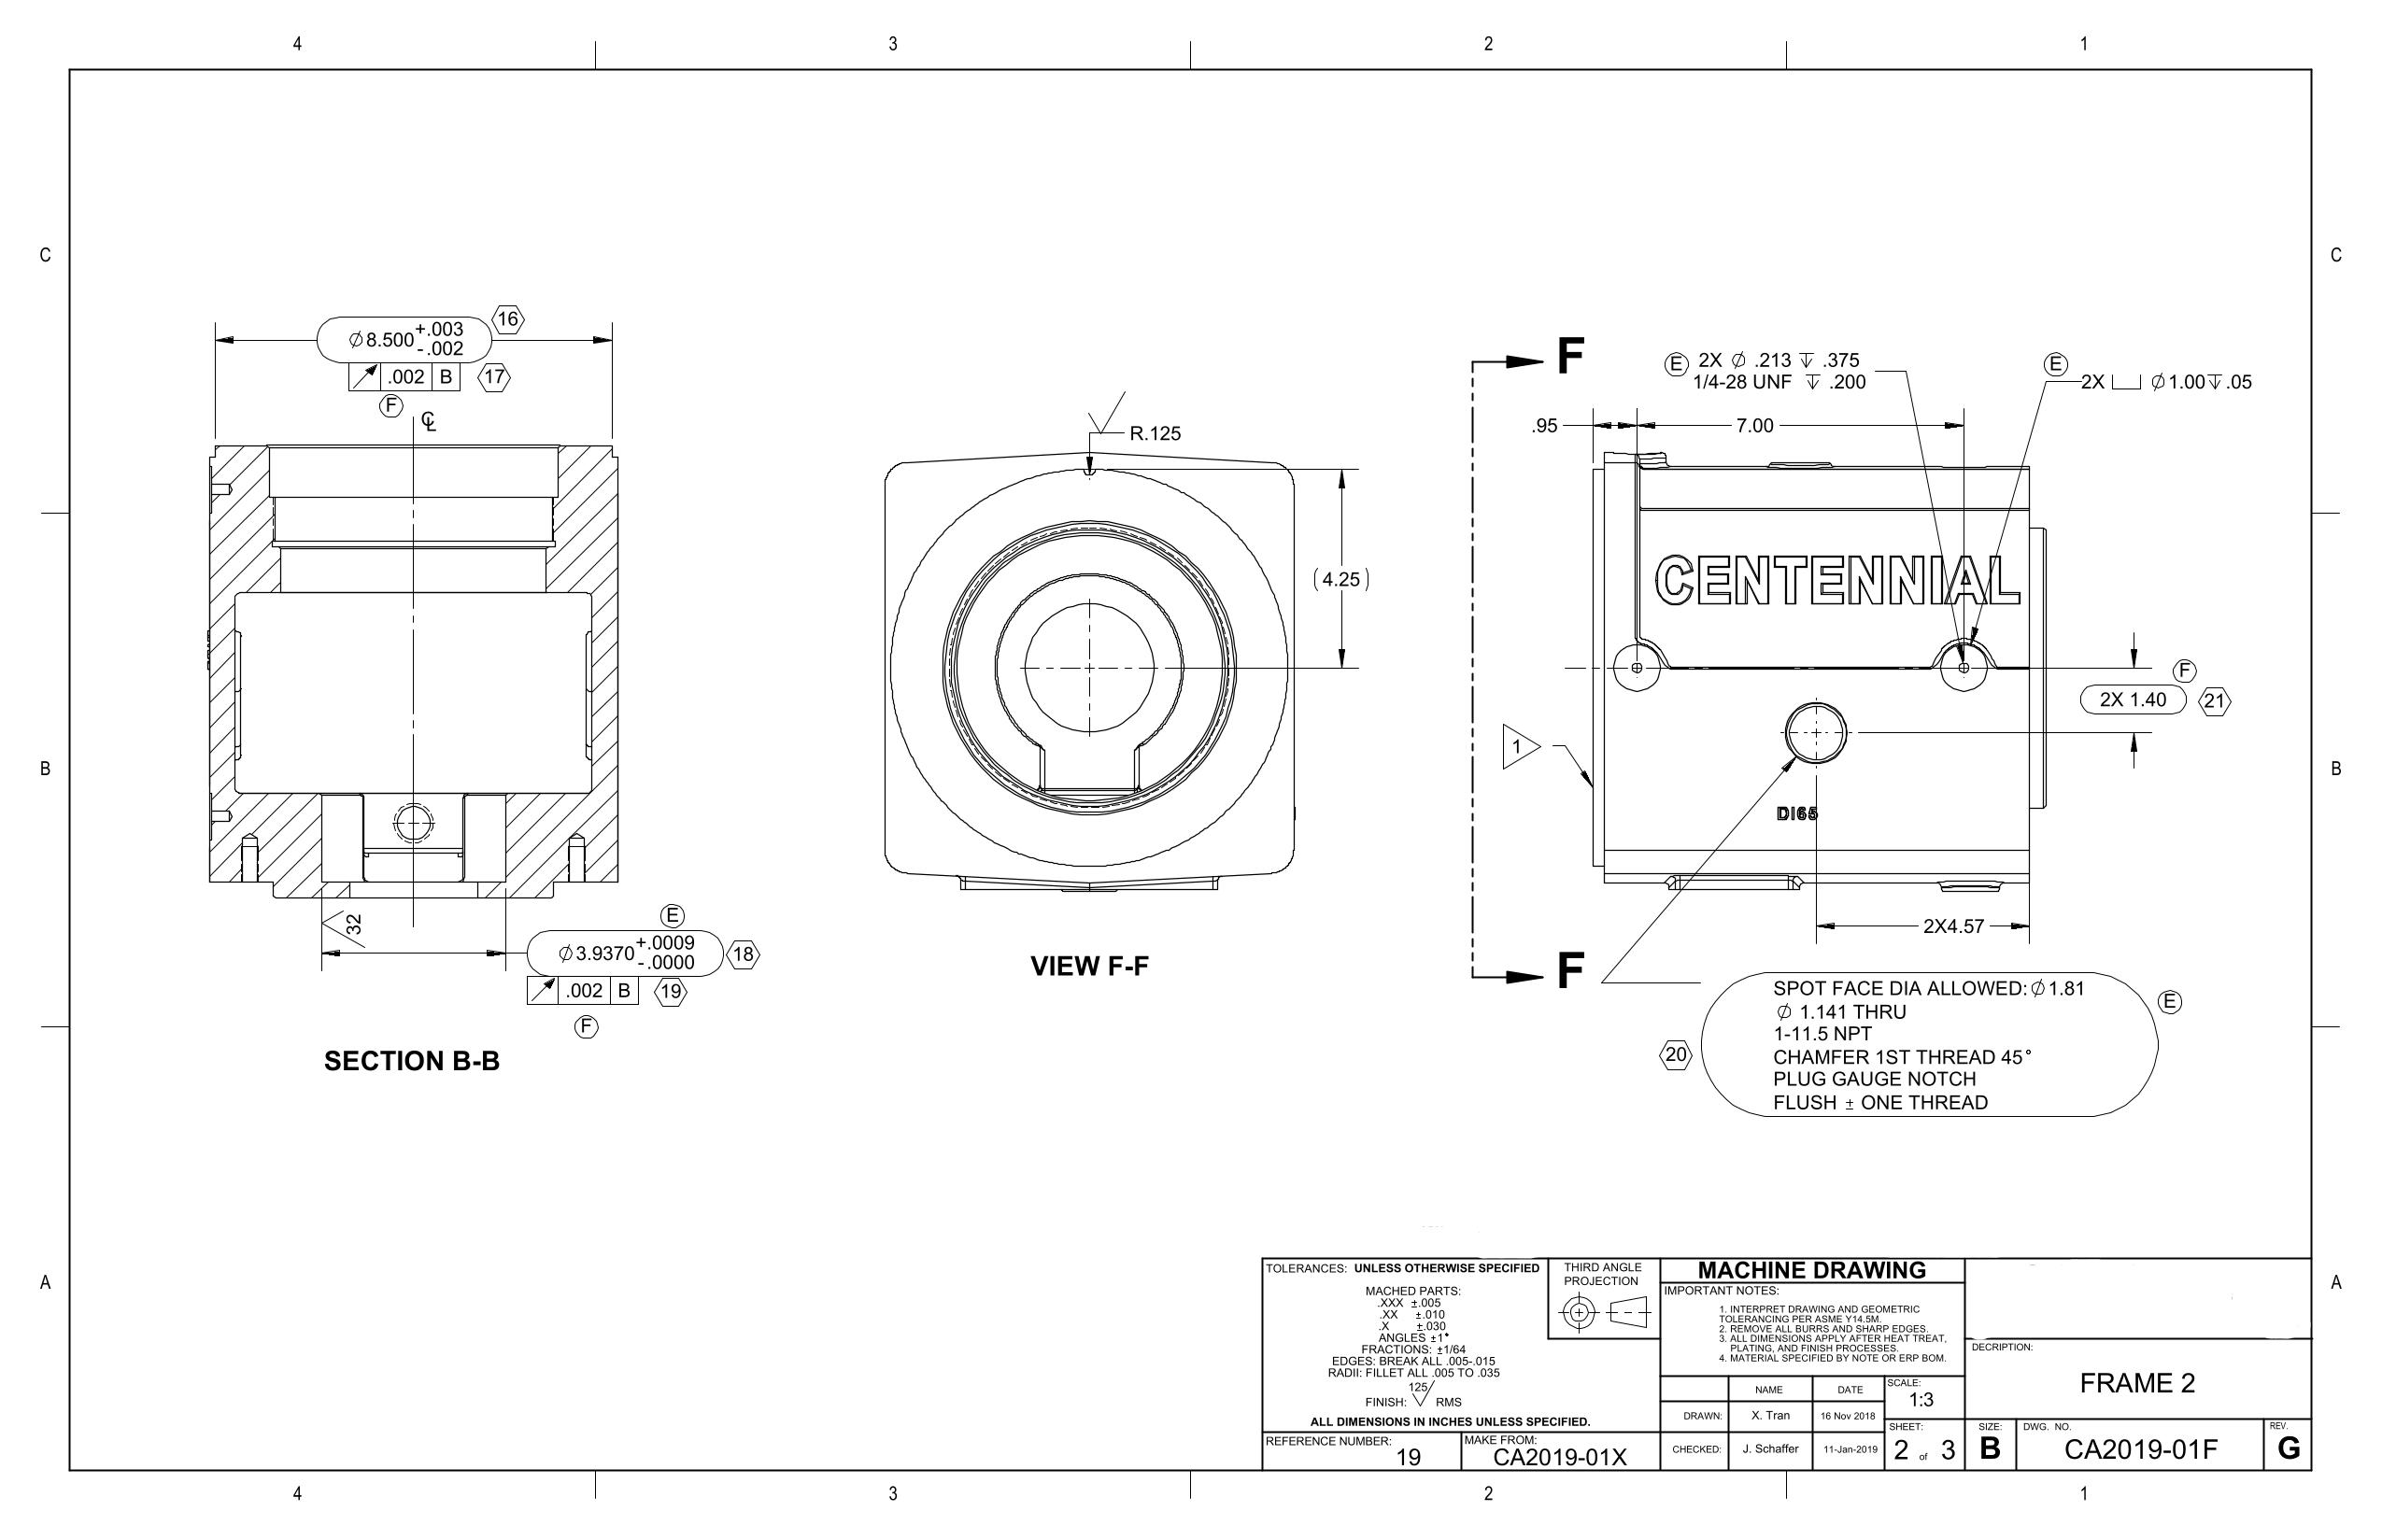 4 3 2 1
C C
B B
A A
4 3 2 1
⌀8.500 +.003 -.002
16
.002 B
17
F
℄
32
E
⌀3.9370 +.0009 -.0000
18
.002 B
19
F
SECTION B-B
R.125
(4.25)
VIEW F-F
F
F
E 2X ⌀ .213 ↧ .375
1/4-28 UNF ↧ .200
E
2X ⌴ ⌀1.00↧.05
.95
7.00
CENTENNIAL
F
2X 1.40
21
1
DI65
2X4.57
SPOT FACE DIA ALLOWED:⌀1.81
⌀ 1.141 THRU
1-11.5 NPT
CHAMFER 1ST THREAD 45°
PLUG GAUGE NOTCH
FLUSH ± ONE THREAD
E
20
TOLERANCES: UNLESS OTHERWISE SPECIFIED
MACHED PARTS:
.XXX ±.005
.XX ±.010
.X ±.030
ANGLES ±1°
FRACTIONS: ±1/64
EDGES: BREAK ALL .005-.015
RADII: FILLET ALL .005 TO .035
125
FINISH: √ RMS
ALL DIMENSIONS IN INCHES UNLESS SPECIFIED.
REFERENCE NUMBER:
19
MAKE FROM:
CA2019-01X
THIRD ANGLE
PROJECTION
MACHINE DRAWING
IMPORTANT NOTES:
1. INTERPRET DRAWING AND GEOMETRIC
TOLERANCING PER ASME Y14.5M.
2. REMOVE ALL BURRS AND SHARP EDGES.
3. ALL DIMENSIONS APPLY AFTER HEAT TREAT,
PLATING, AND FINISH PROCESSES.
4. MATERIAL SPECIFIED BY NOTE OR ERP BOM.
NAME DATE
DRAWN: X. Tran 16 Nov 2018
CHECKED: J. Schaffer 11-Jan-2019
SCALE:
1:3
SHEET:
2 of 3
DECRIPTION:
FRAME 2
SIZE:
B
DWG. NO.
CA2019-01F
REV.
G